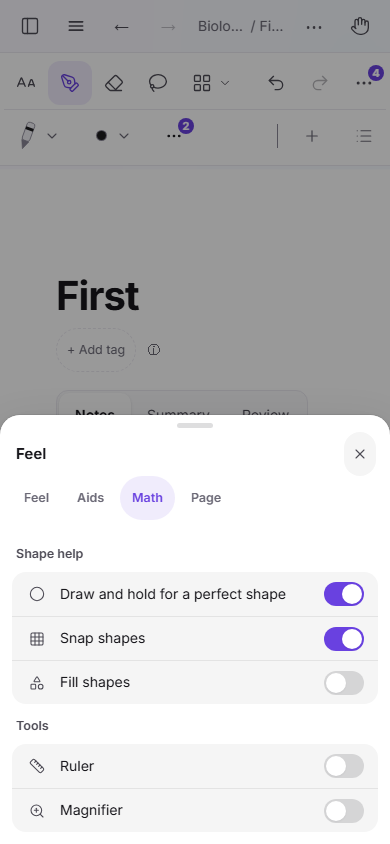 Biolo... / Fi...
AA
4
2
First
+ Add tag
Notes Summary Review
Feel
Feel Aids Math Page
Shape help
Draw and hold for a perfect shape
Snap shapes
Fill shapes
Tools
Ruler
Magnifier